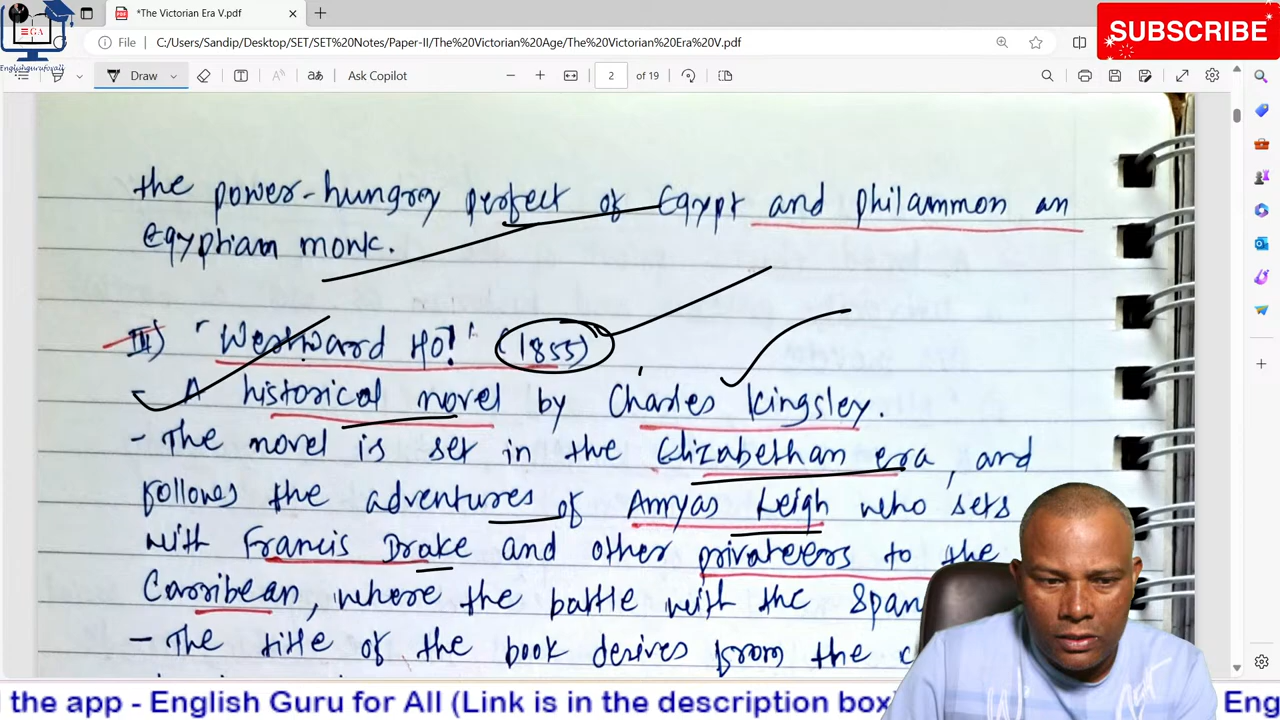 *The Victorian Era V.pdf
SUBSCRIBE
EGA
Englishguruforall
File
C:/Users/Sandip/Desktop/SET/SET%20Notes/Paper-II/The%20Victorian%20Age/The%20Victorian%20Era%20V.pdf
Draw
Ask Copilot
2 of 19
the power-hungry perfect of Egypt and philammon an
Egyptian monk.
III) "Westward Ho!" (1855)
- A historical novel by Charles Kingsley.
- The novel is set in the Elizabethan era, and
follows the adventures of Amyas Leigh who sets
with Francis Drake and other privateers to the
Carribean, where the battle with the Span
- The title of the book derives from the c
d the app - English Guru for All (Link is in the description box
Eng